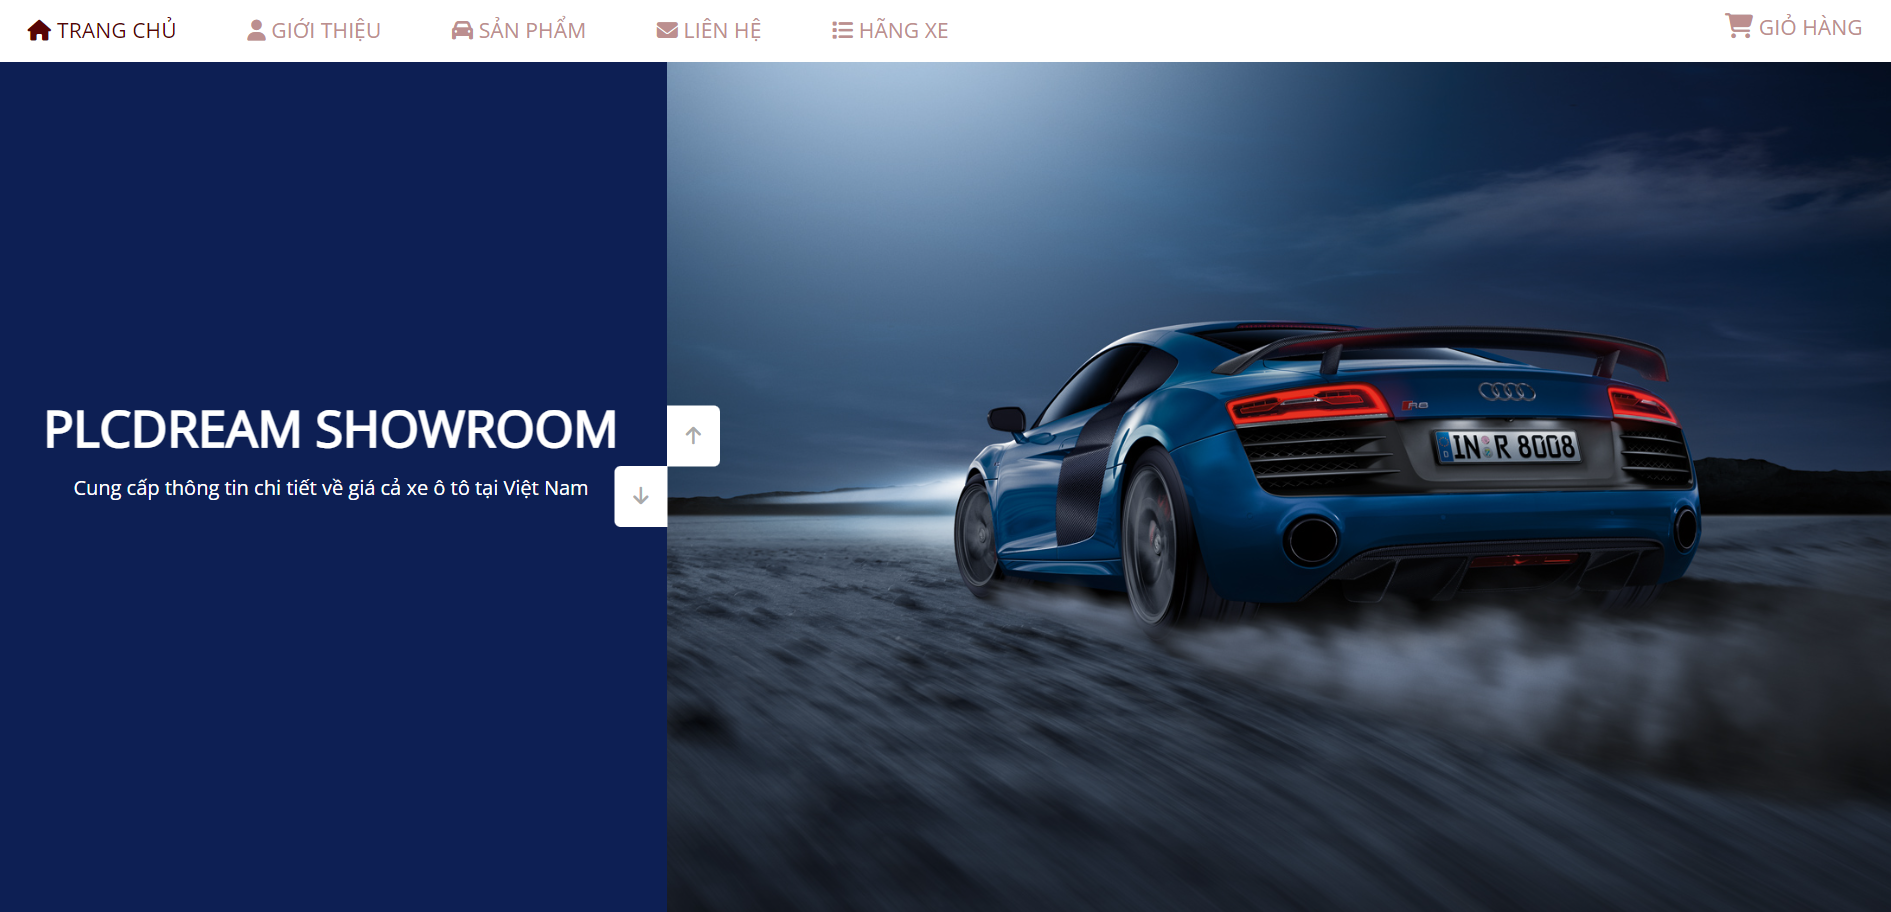 TRANG CHỦ
GIỚI THIỆU
SẢN PHẨM
LIÊN HỆ
HÃNG XE
GIỎ HÀNG
PLCDREAM SHOWROOM
Cung cấp thông tin chi tiết về giá cả xe ô tô tại Việt Nam
R8
IN R 8008